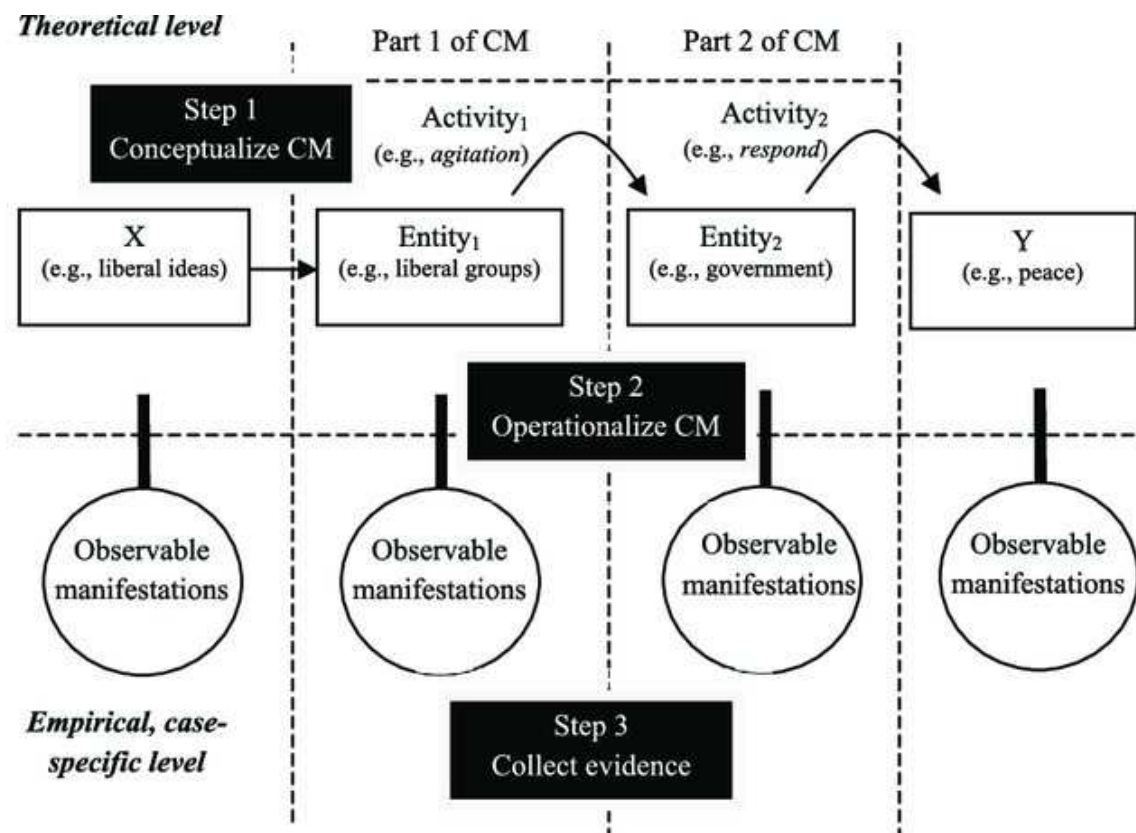 Theoretical level
Part 1 of CM
Part 2 of CM
Step 1
Conceptualize CM
Activity₁
(e.g., agitation)
Activity₂
(e.g., respond)
X
(e.g., liberal ideas)
Entity₁
(e.g., liberal groups)
Entity₂
(e.g., government)
Y
(e.g., peace)
Step 2
Operationalize CM
Observable
manifestations
Observable
manifestations
Observable
manifestations
Observable
manifestations
Empirical, case-
specific level
Step 3
Collect evidence